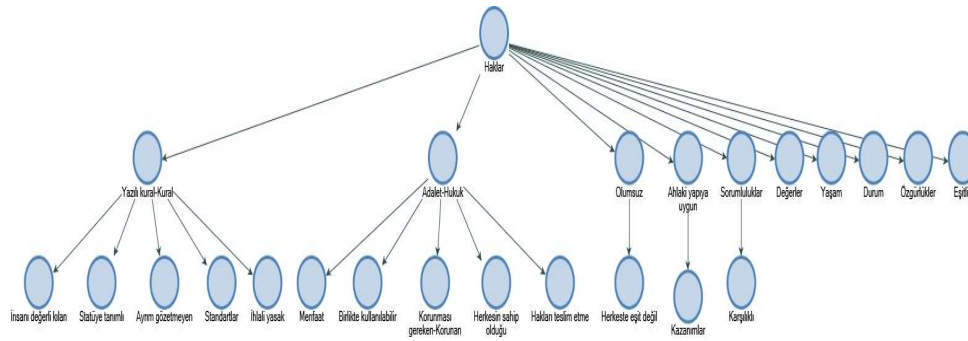 Haklar
Yazılı kural-Kural
Adalet-Hukuk
Olumsuz
Ahlaki yapıya
uygun
Sorumluluklar
Değerler
Yaşam
Durum
Özgürlükler
Eşitli
İnsanı değerli kılan
Statüye tanımlı
Ayrım gözetmeyen
Standartlar
İhlali yasak
Menfaat
Birlikte kullanılabilir
Korunması
gereken-Korunan
Herkesin sahip
olduğu
Hakları teslim etme
Herkeste eşit değil
Kazanımlar
Karşılıklı